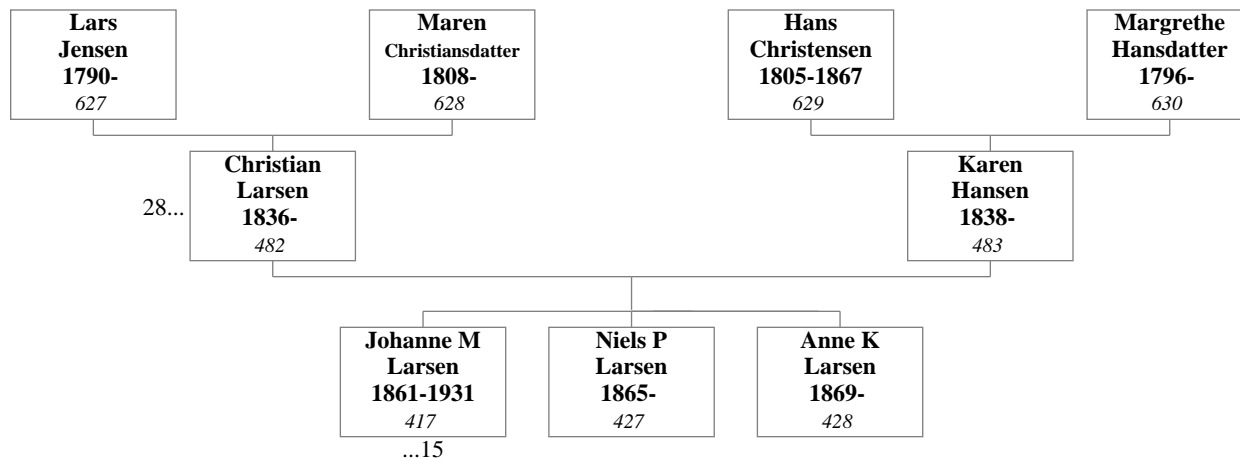 Lars
Jensen
1790-
627
Maren
Christiansdatter
1808-
628
Hans
Christensen
1805-1867
629
Margrethe
Hansdatter
1796-
630
28...
Christian
Larsen
1836-
482
Karen
Hansen
1838-
483
Johanne M
Larsen
1861-1931
417
...15
Niels P
Larsen
1865-
427
Anne K
Larsen
1869-
428